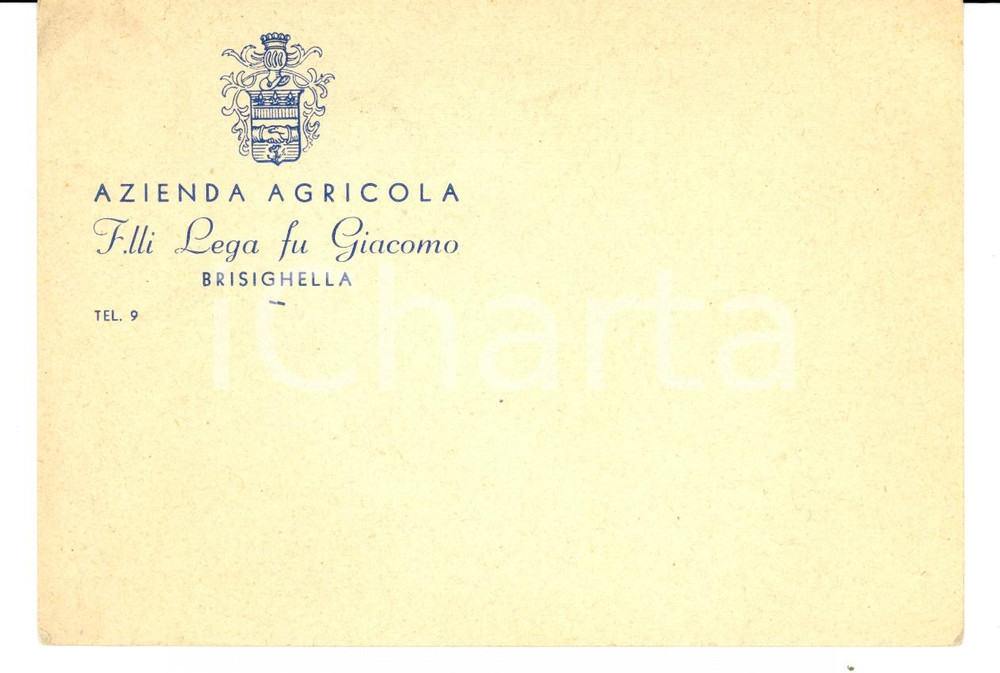 AZIENDA AGRICOLA
F.lli Lega fu Giacomo
BRISIGHELLA
TEL. 9
iCharta